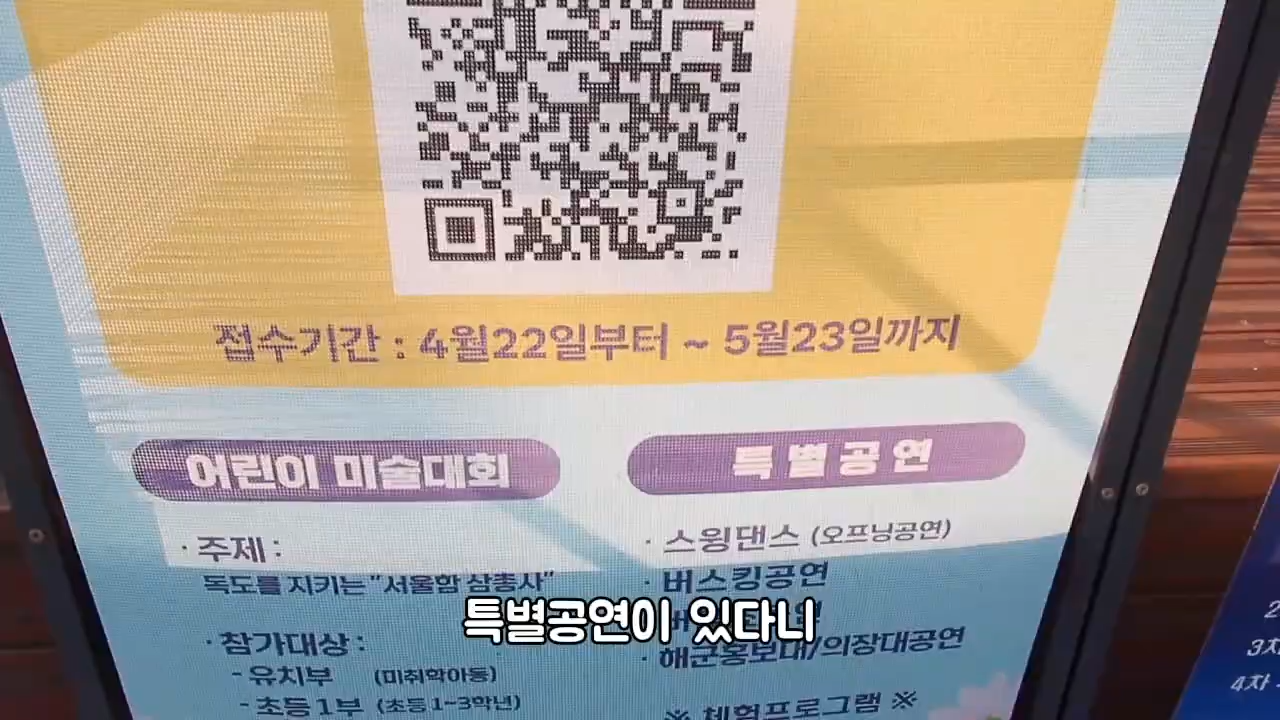 접수기간 : 4월22일부터 ~ 5월23일까지
어린이 미술대회
· 주제 :
독도를 지키는 "서울함 삼총사"
· 참가대상 :
- 유치부 (미취학아동)
- 초등1부 (초등1~3학년)
특별공연
· 스윙댄스 (오프닝공연)
· 버스킹공연
· 해군홍보대/의장대공연
※ 체험프로그램 ※
특별공연이 있다니
3차
4차